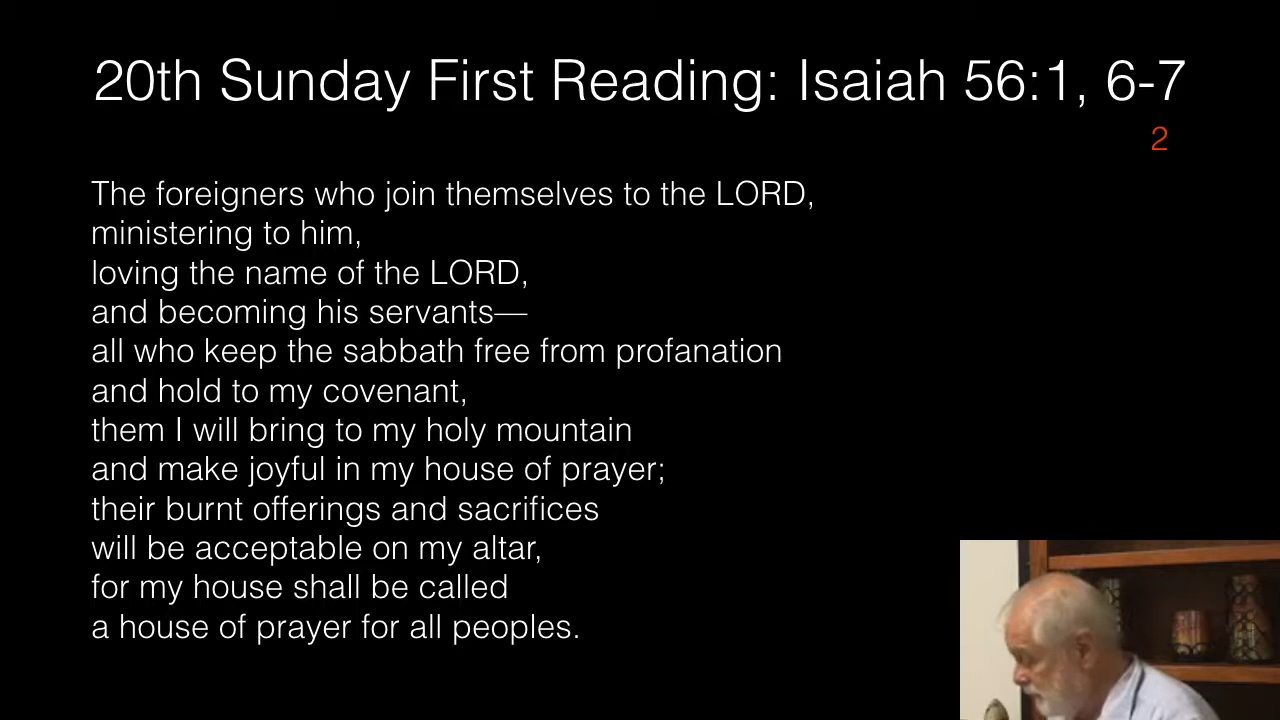 20th Sunday First Reading: Isaiah 56:1, 6-7
2
The foreigners who join themselves to the LORD,
ministering to him,
loving the name of the LORD,
and becoming his servants—
all who keep the sabbath free from profanation
and hold to my covenant,
them I will bring to my holy mountain
and make joyful in my house of prayer;
their burnt offerings and sacrifices
will be acceptable on my altar,
for my house shall be called
a house of prayer for all peoples.